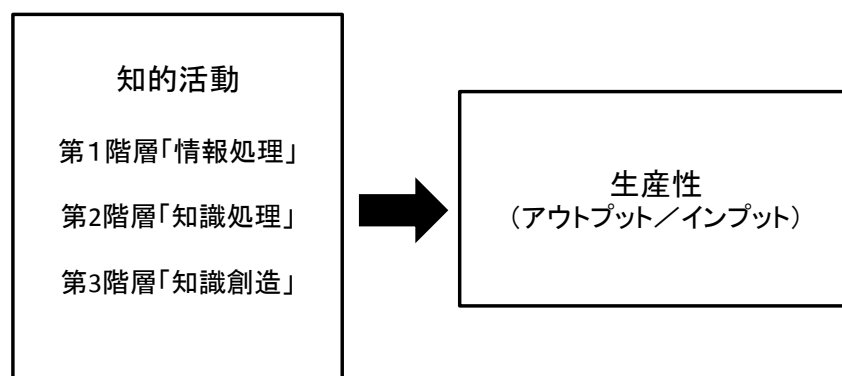 知的活動
第１階層「情報処理」
第2階層「知識処理」
第3階層「知識創造」
生産性
（アウトプット／インプット）